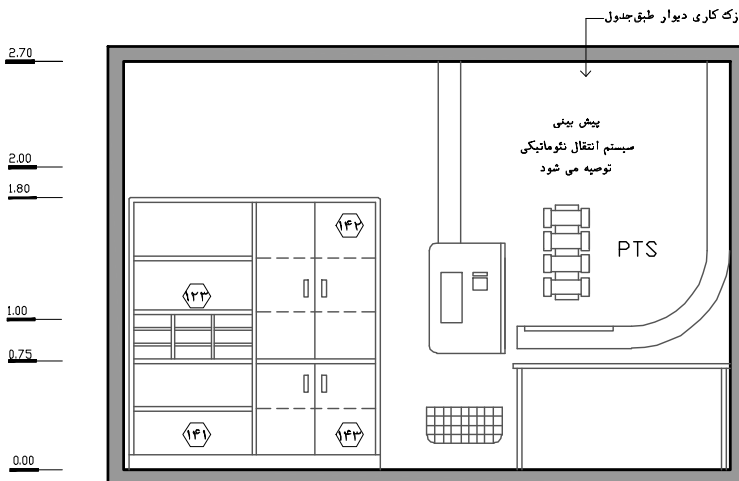 زک کاری دیوار طبق جدول
2.70
پیش بینی
سیستم انتقال نئوماتیکی
توصیه می شود
2.00
1.80
۱۴۲
PTS
۱۲۳
1.00
0.75
۱۴۱
۱۴۳
0.00